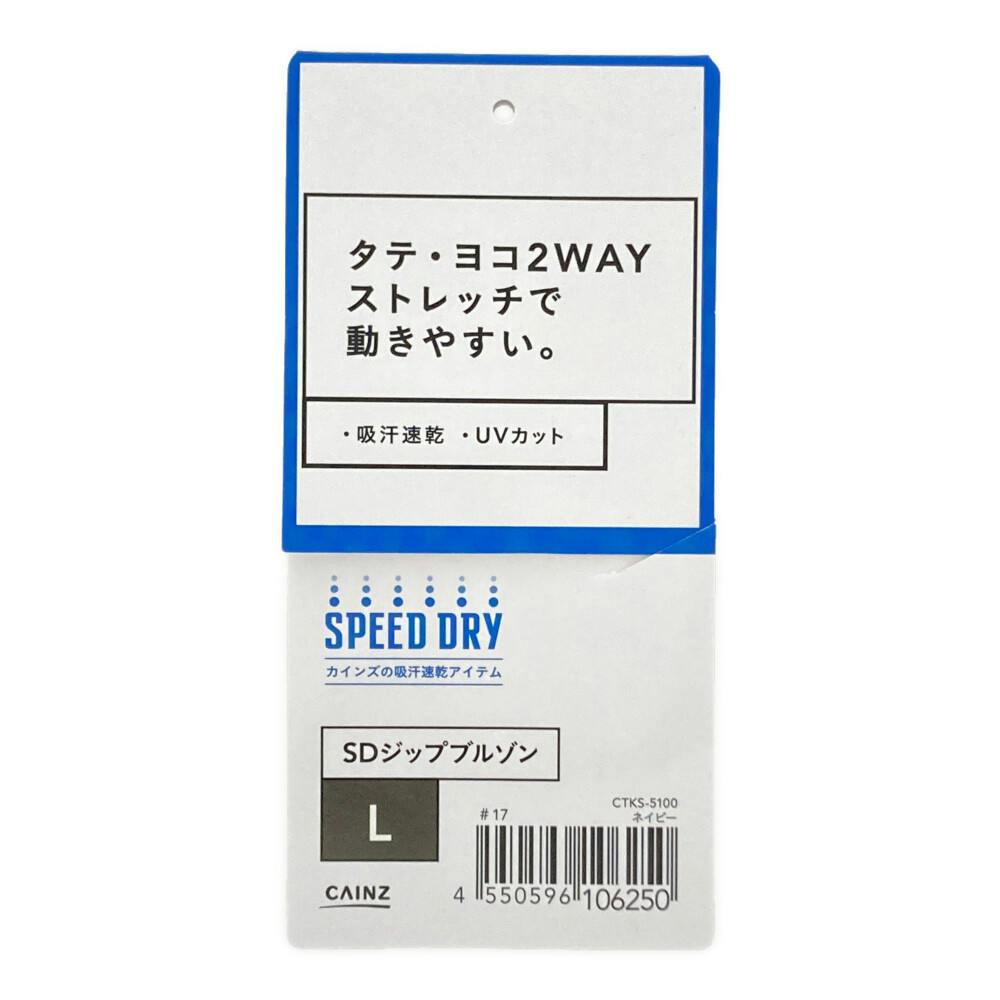 タテ・ヨコ2WAY
ストレッチで
動きやすい。
・吸汗速乾 ・UVカット
SPEED DRY
カインズの吸汗速乾アイテム
SDジップブルゾン
L
CAINZ
#17
CTKS-5100
ネイビー
4 550596 106250